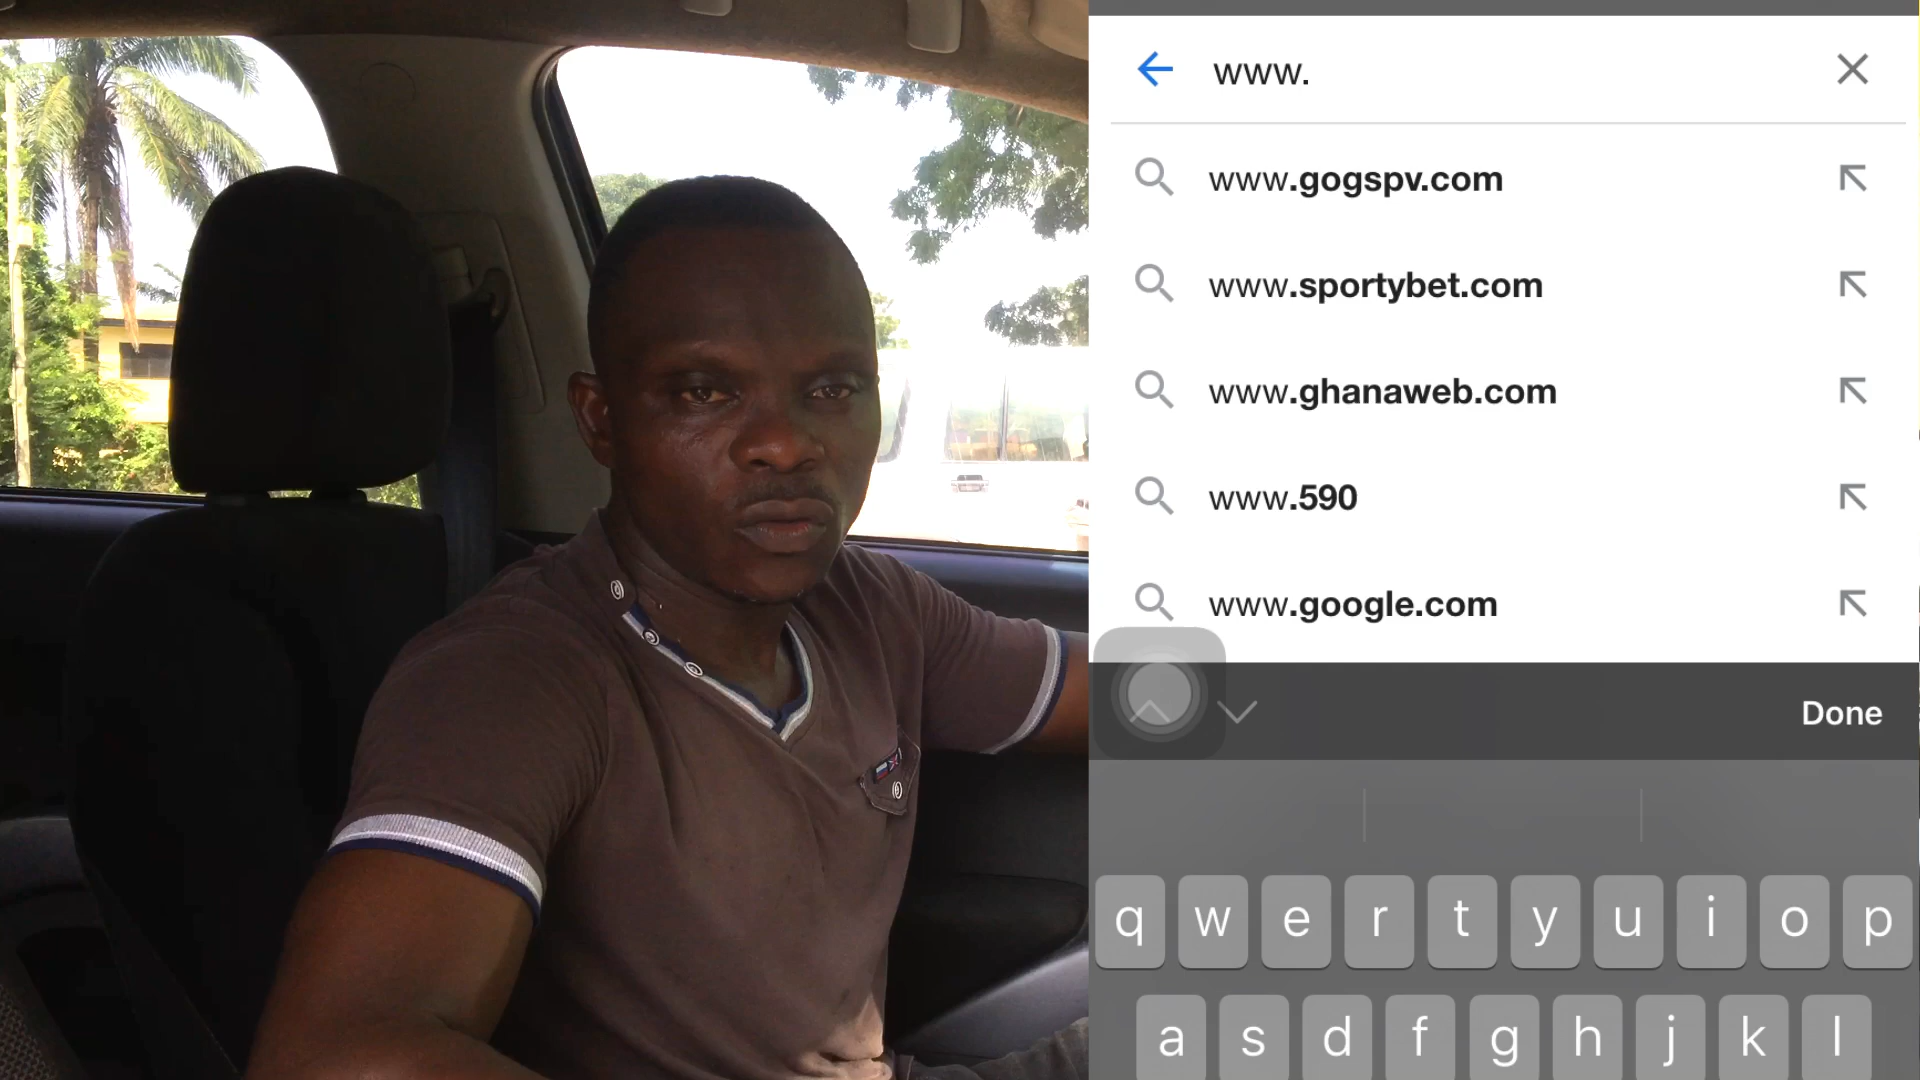 www.
www.gogspv.com
www.sportybet.com
www.ghanaweb.com
www.590
www.google.com
Done
q w e r t y u i o p
a s d f g h j k l